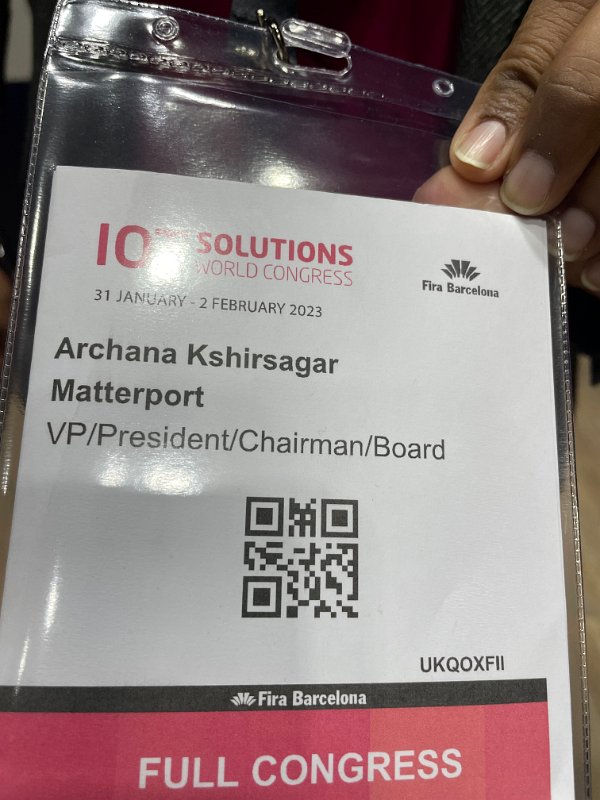 IO
SOLUTIONS
WORLD CONGRESS
31 JANUARY - 2 FEBRUARY 2023
Fira Barcelona
Archana Kshirsagar
Matterport
VP/President/Chairman/Board
UKQOXFII
Fira Barcelona
FULL CONGRESS